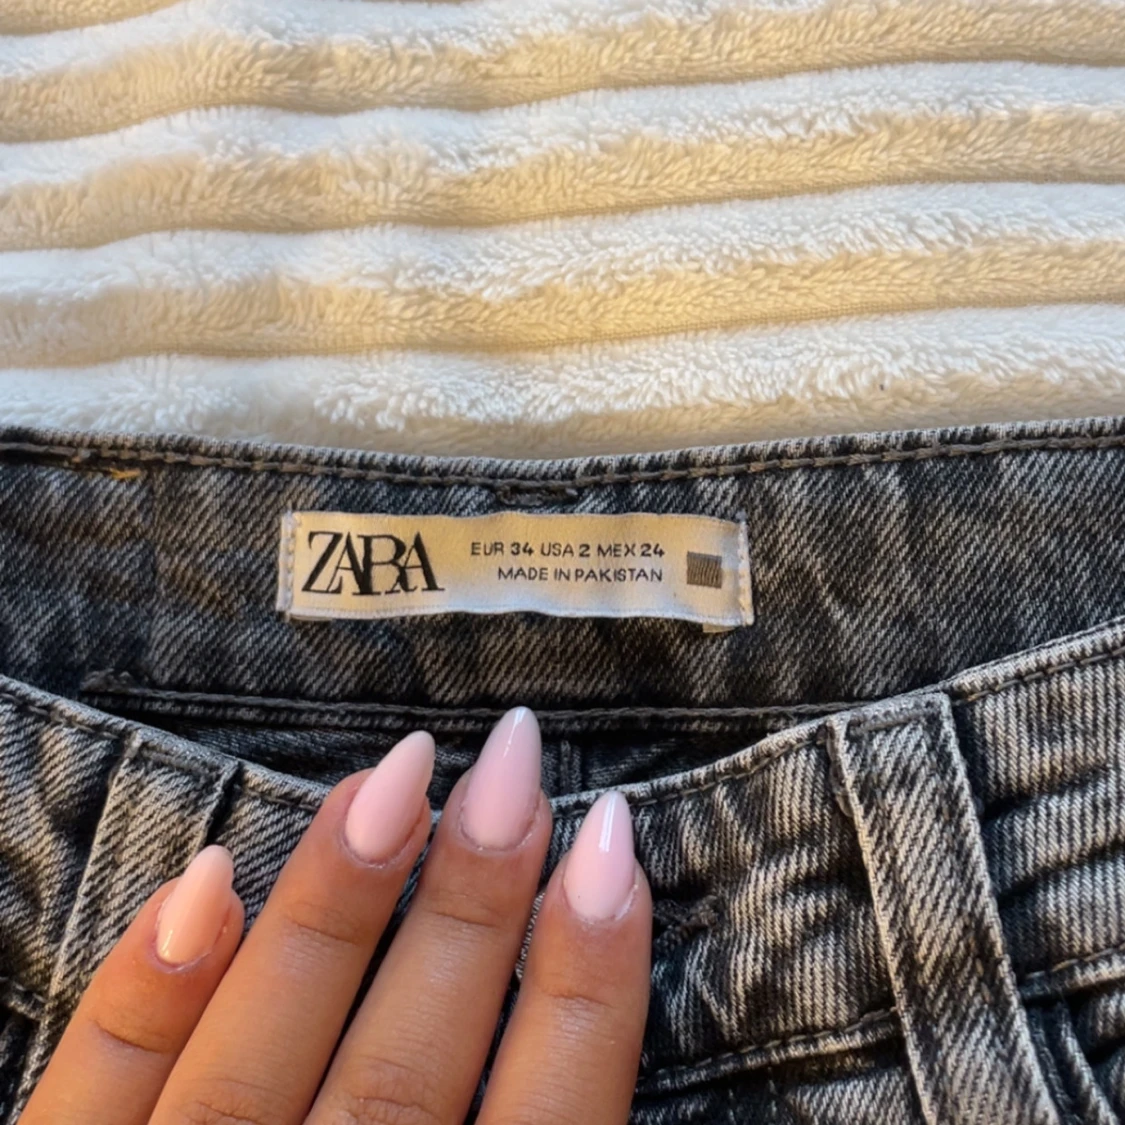 ZARA
EUR 34 USA 2 MEX 24
MADE IN PAKISTAN